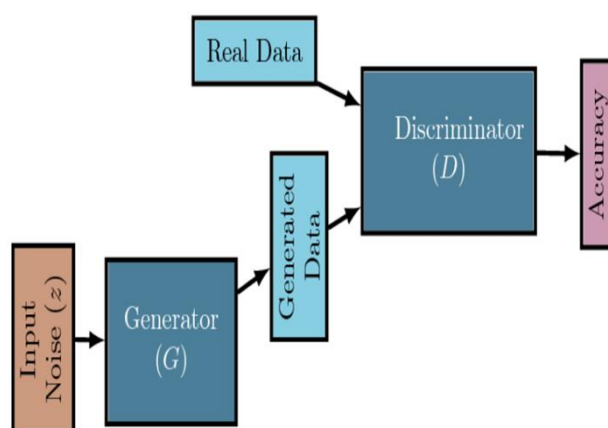 Real Data
Discriminator
(D)
Accuracy
Generated
Data
Generator
(G)
Input
Noise (z)